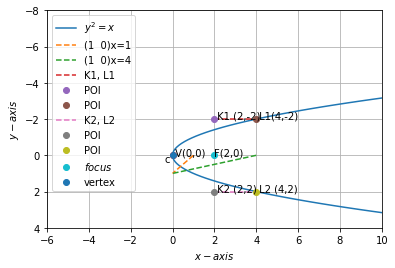 −8
−6
−4
−2
0
2
4
−6
−4
−2
0
2
4
6
8
10
y − axis
x − axis
y² = x
(1 0)x=1
(1 0)x=4
K1, L1
POI
POI
K2, L2
POI
POI
focus
vertex
K1 (2,-2)
L1(4,-2)
V(0,0)
F(2,0)
c
K2 (2,2)
L2 (4,2)